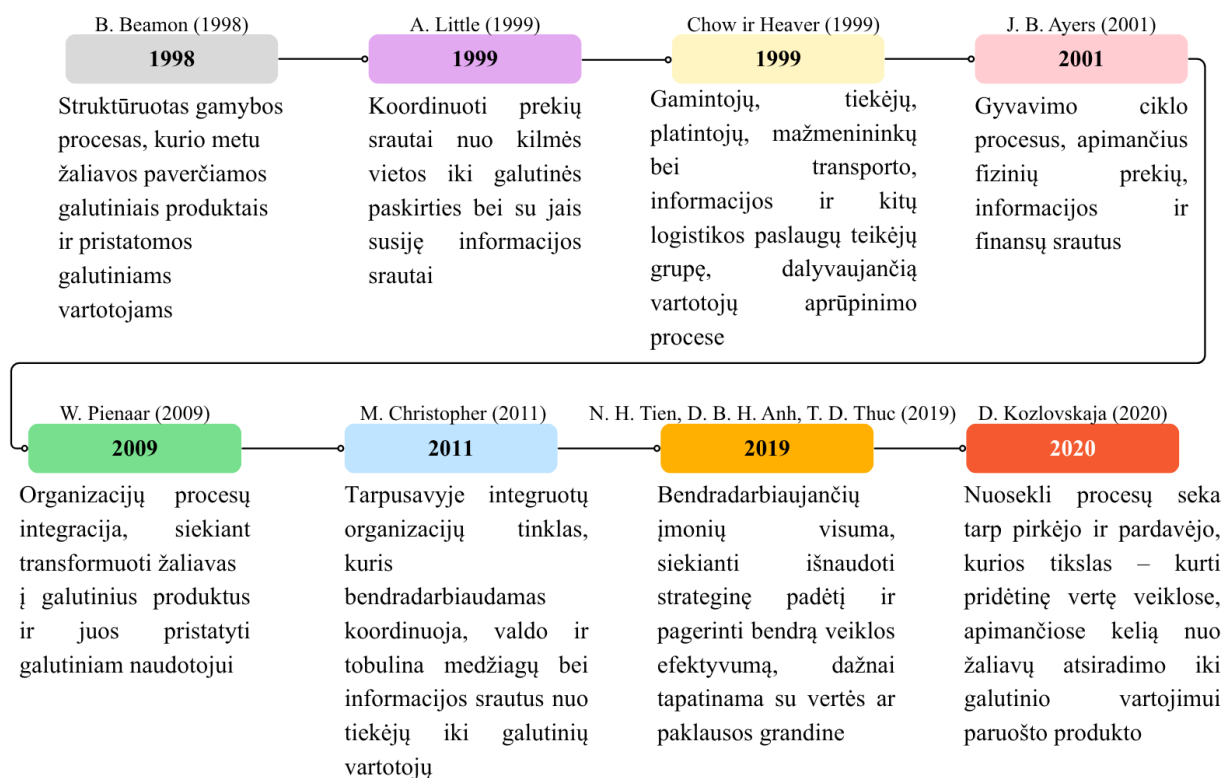 B. Beamon (1998)
1998
Struktūruotas gamybos
procesas, kurio metu
žaliavos paverčiamos
galutiniais produktais
ir pristatomos
galutiniams
vartotojams
A. Little (1999)
1999
Koordinuoti prekių
srautai nuo kilmės
vietos iki galutinės
paskirties bei su jais
susiję informacijos
srautai
Chow ir Heaver (1999)
1999
Gamintojų, tiekėjų,
platintojų, mažmenininkų
bei transporto,
informacijos ir kitų
logistikos paslaugų teikėjų
grupę, dalyvaujančią
vartotojų aprūpinimo
procese
J. B. Ayers (2001)
2001
Gyvavimo ciklo
procesus, apimančius
fizinių prekių,
informacijos ir
finansų srautus
W. Pienaar (2009)
2009
Organizacijų procesų
integracija, siekiant
transformuoti žaliavas
į galutinius produktus
ir juos pristatyti
galutiniam naudotojui
M. Christopher (2011)
2011
Tarpusavyje integruotų
organizacijų tinklas,
kuris
bendradarbiaudamas
koordinuoja, valdo ir
tobulina medžiagų bei
informacijos srautus nuo
tiekėjų iki galutinių
vartotojų
N. H. Tien, D. B. H. Anh, T. D. Thuc (2019)
2019
Bendradarbiaujančių
įmonių visuma,
siekianti išnaudoti
strateginę padėtį ir
pagerinti bendrą veiklos
efektyvumą, dažnai
tapatinama su vertės ar
paklausos grandine
D. Kozlovskaja (2020)
2020
Nuosekli procesų seka
tarp pirkėjo ir pardavėjo,
kurios tikslas – kurti
pridėtinę vertę veiklose,
apimančiose kelią nuo
žaliavų atsiradimo iki
galutinio vartojimui
paruošto produkto